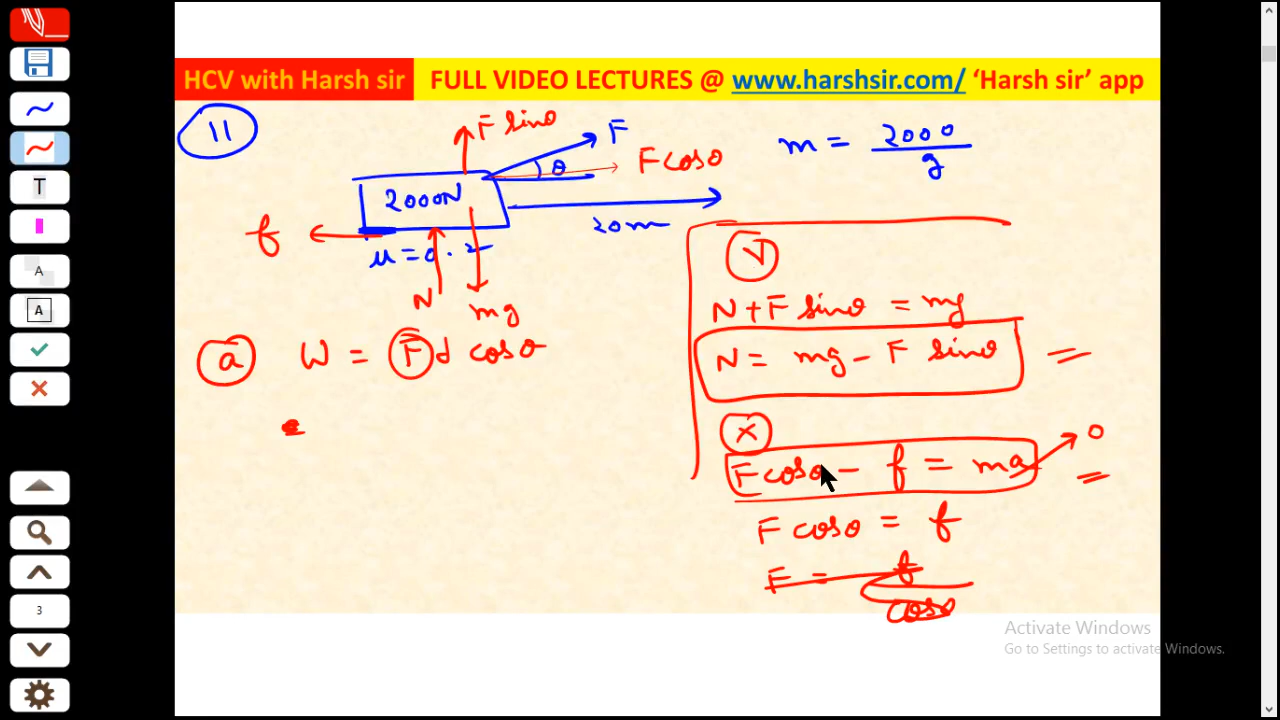 HCV with Harsh sir FULL VIDEO LECTURES @ www.harshsir.com/ 'Harsh sir' app
11
F sinθ
F
θ
F cosθ
m = 2000/g
2000N
20m
f
μ = 0.2
N
mg
V
N + F sinθ = mg
N = mg - F sinθ
a W = F d cosθ
X
F cosθ - f = ma
0
F cosθ = f
F = f/cosθ
T
A
A
3
Activate Windows
Go to Settings to activate Windows.